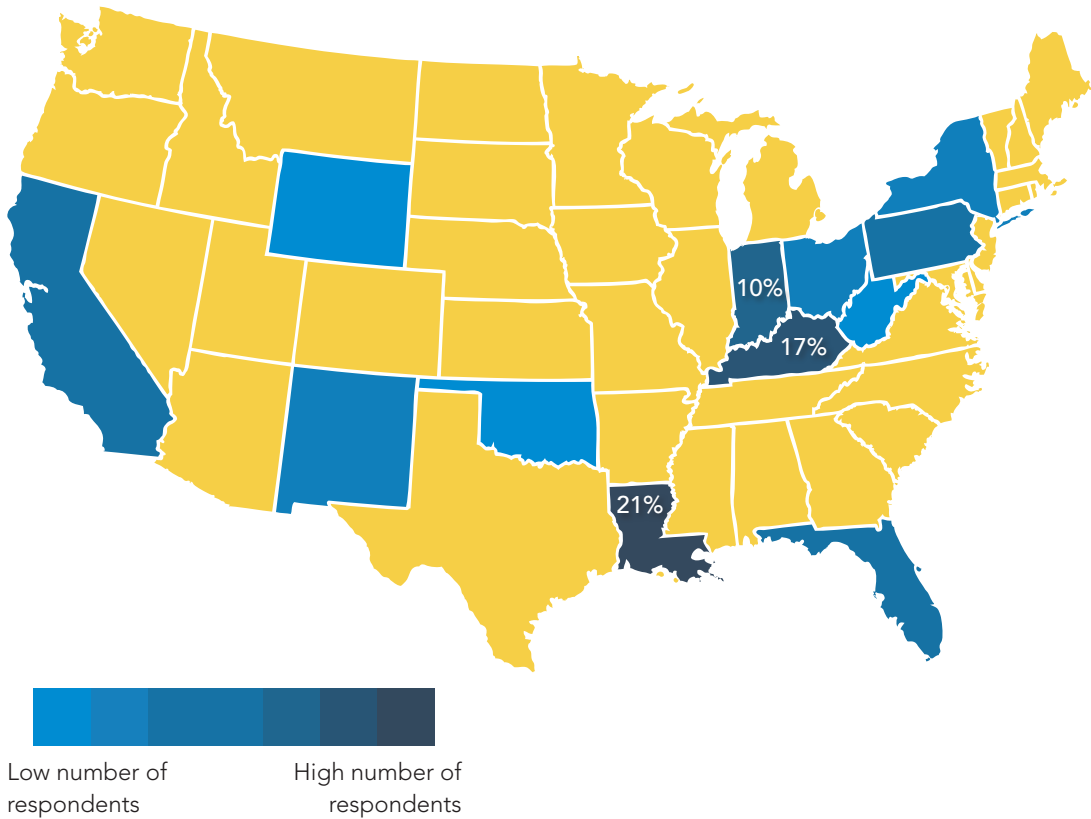 10%
17%
21%
Low number of
respondents
High number of
respondents